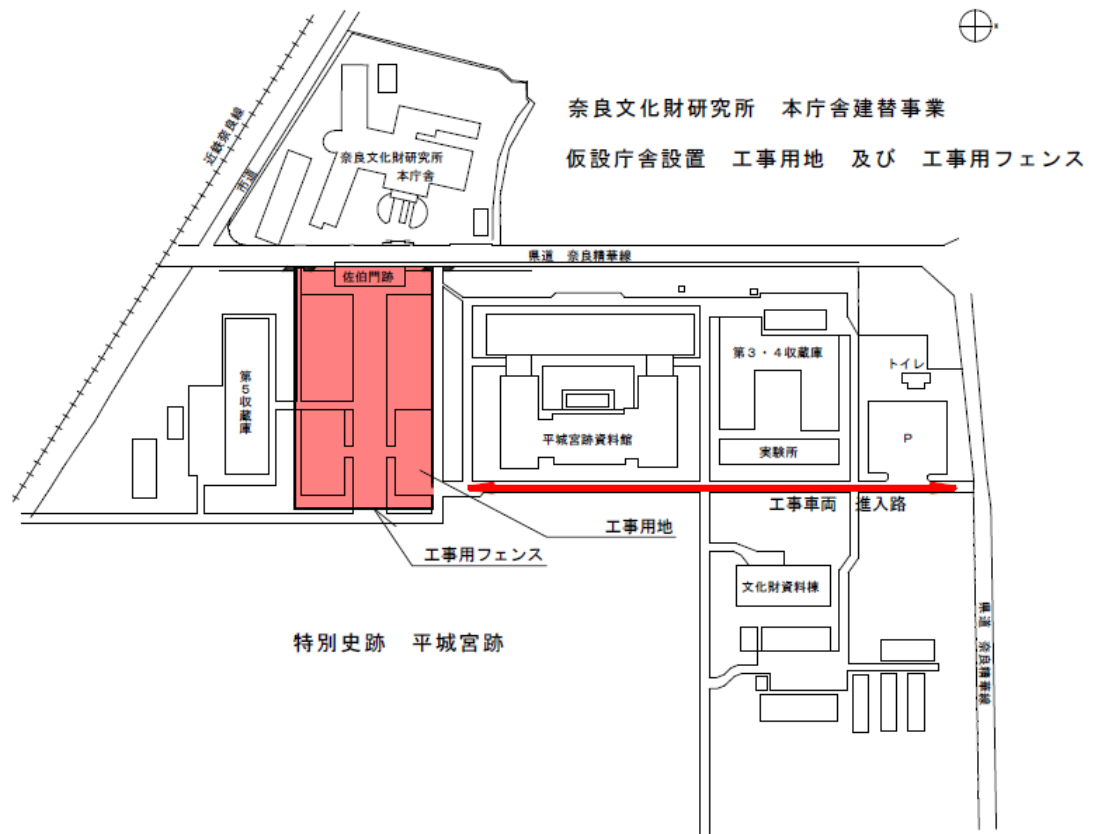 奈良文化財研究所 本庁舎建替事業
仮設庁舎設置 工事用地 及び 工事用フェンス
近鉄奈良線
市道
奈良文化財研究所
本庁舎
県道 奈良精華線
佐伯門跡
第5収蔵庫
平城宮跡資料館
第3・4収蔵庫
実験所
トイレ
P
工事車両 進入路
工事用地
工事用フェンス
文化財資料棟
特別史跡 平城宮跡
県道 奈良精華線